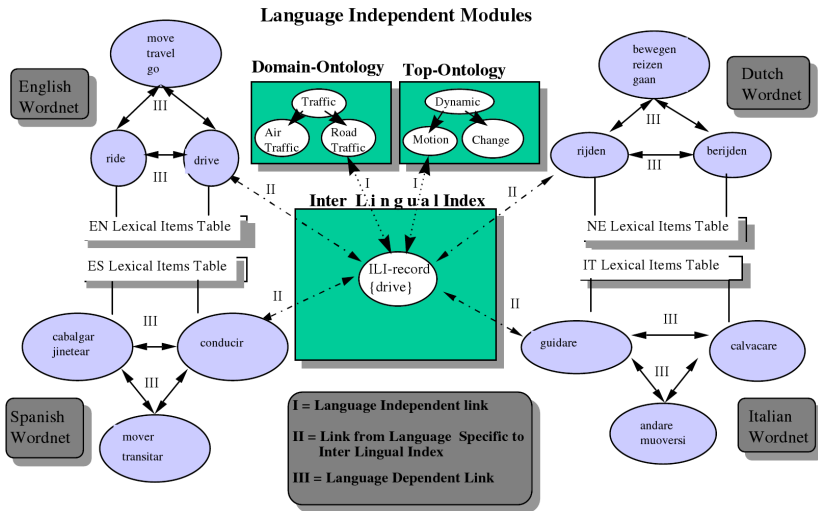 Language Independent Modules
move
travel
go
English
Wordnet
III
ride
drive
III
EN Lexical Items Table
Domain-Ontology
Traffic
Air
Traffic
Road
Traffic
Top-Ontology
Dynamic
Motion
Change
I
I
II
II
Inter Lingual Index
ILI-record
{drive}
bewegen
reizen
gaan
Dutch
Wordnet
III
rijden
berijden
III
NE Lexical Items Table
ES Lexical Items Table
II
cabalgar
jinetear
III
conducir
III
Spanish
Wordnet
mover
transitar
IT Lexical Items Table
II
guidare
III
calvacare
III
andare
muoversi
Italian
Wordnet
I = Language Independent link
II = Link from Language Specific to
Inter Lingual Index
III = Language Dependent Link